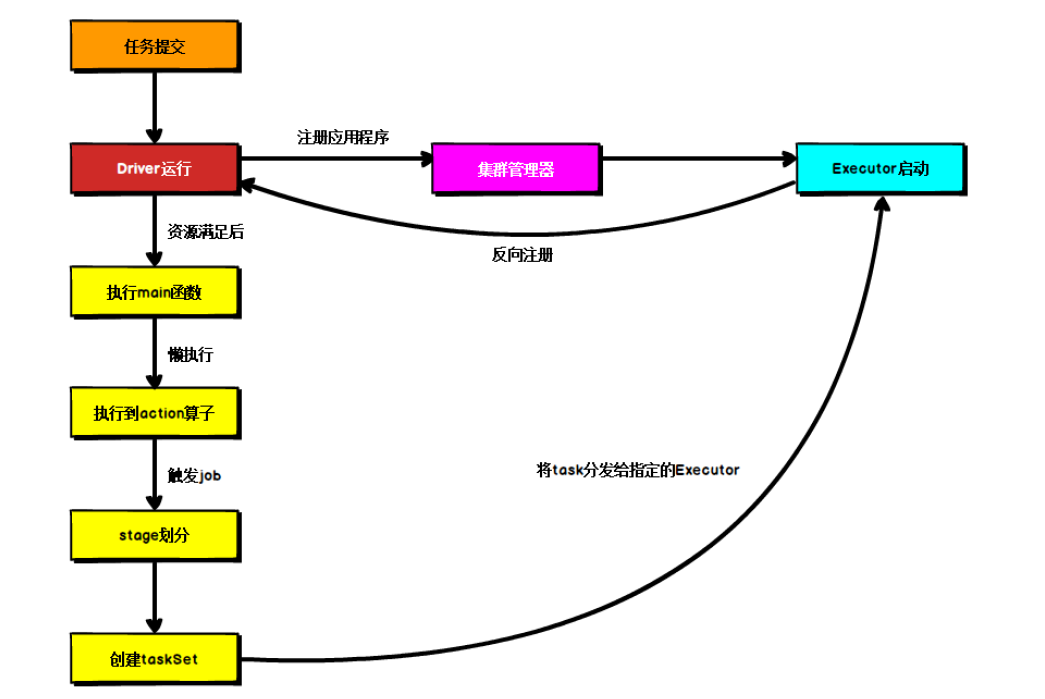 任务提交
注册应用程序
Driver运行
集群管理器
Executor启动
资源满足后
反向注册
执行main函数
懒执行
执行到action算子
触发job
将task分发给指定的Executor
stage划分
创建taskSet